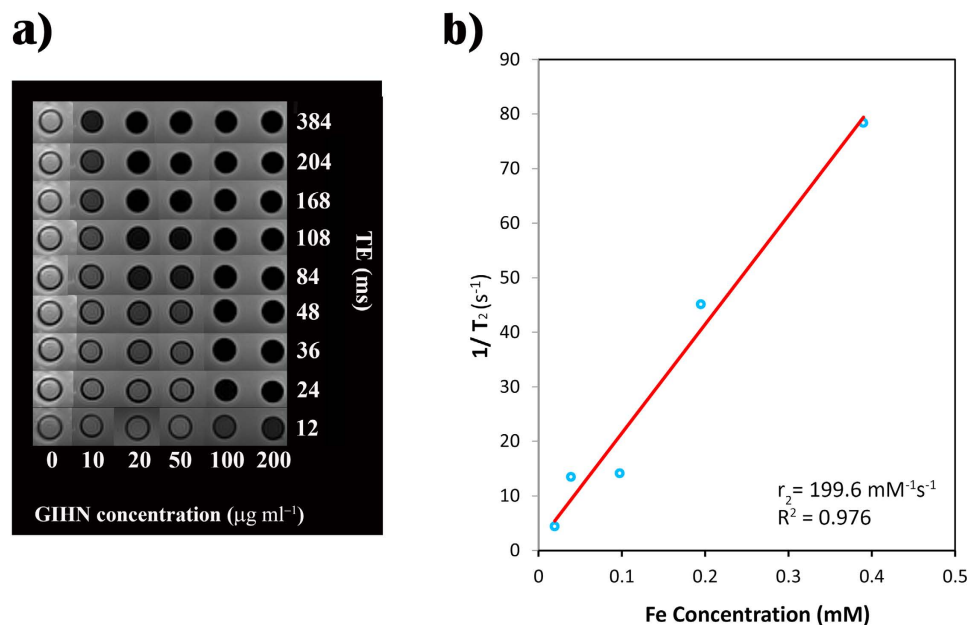 a)
384
204
168
108
84
48
36
24
12
TE (ms)
0 10 20 50 100 200
GIHN concentration (µg ml⁻¹)
b)
90
80
70
60
50
40
30
20
10
0
1/ T₂ (s⁻¹)
r₂= 199.6 mM⁻¹s⁻¹
R² = 0.976
0 0.1 0.2 0.3 0.4 0.5
Fe Concentration (mM)